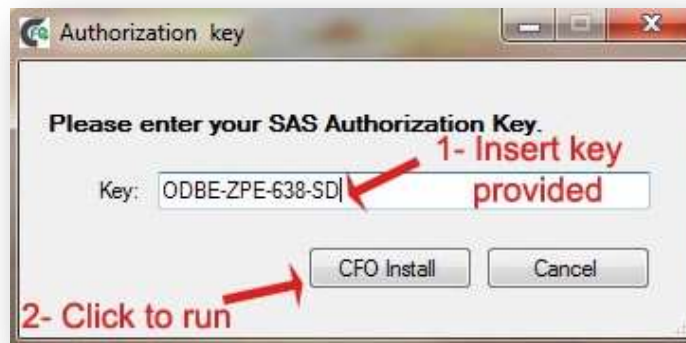 Authorization key
Please enter your SAS Authorization Key.
1- Insert key
provided
Key: ODBE-ZPE-638-SD
CFO Install
Cancel
2- Click to run